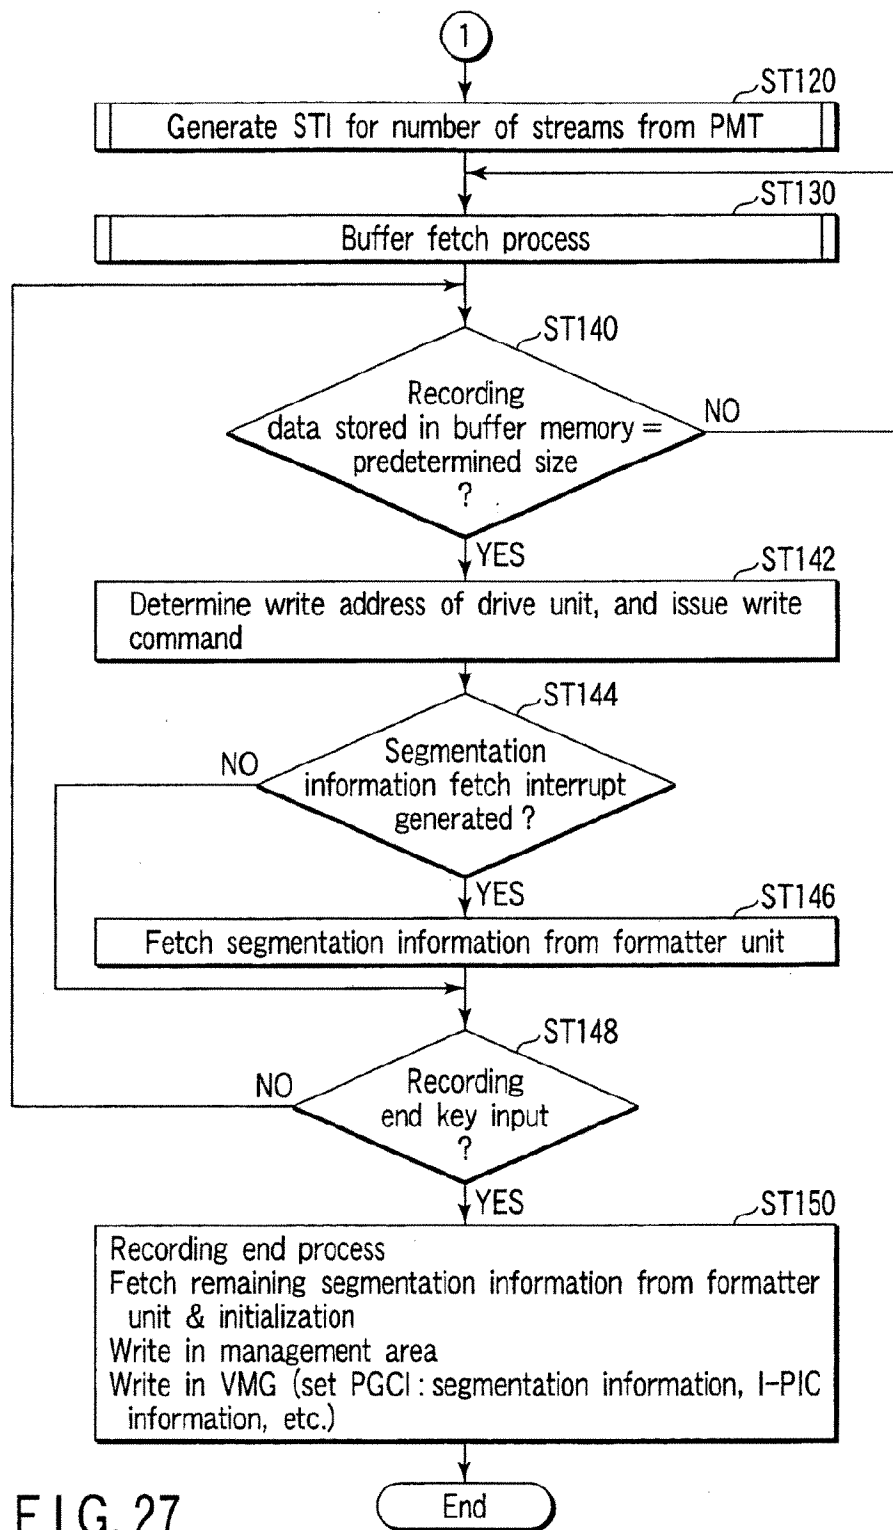 1
ST120
Generate STI for number of streams from PMT
ST130
Buffer fetch process
ST140
Recording
data stored in buffer memory =
predetermined size
?
NO
YES
ST142
Determine write address of drive unit, and issue write
command
ST144
Segmentation
information fetch interrupt
generated ?
NO
YES
ST146
Fetch segmentation information from formatter unit
ST148
Recording
end key input
?
NO
YES
ST150
Recording end process
Fetch remaining segmentation information from formatter
unit & initialization
Write in management area
Write in VMG (set PGCI : segmentation information, I-PIC
information, etc.)
End
FIG. 27